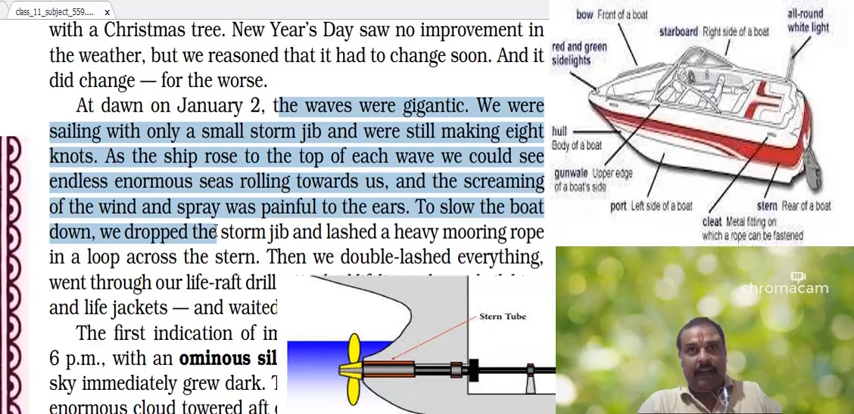 class_11_subject_559.... x
with a Christmas tree. New Year's Day saw no improvement in
the weather, but we reasoned that it had to change soon. And it
did change — for the worse.
At dawn on January 2, the waves were gigantic. We were
sailing with only a small storm jib and were still making eight
knots. As the ship rose to the top of each wave we could see
endless enormous seas rolling towards us, and the screaming
of the wind and spray was painful to the ears. To slow the boat
down, we dropped the storm jib and lashed a heavy mooring rope
in a loop across the stern. Then we double-lashed everything,
went through our life-raft drill
and life jackets — and waited
The first indication of
6 p.m., with an ominous
sky immediately grew dark.
enormous cloud towered aft
bow Front of a boat
starboard Right side of a boat
all-round
white light
red and green
sidelights
hull
Body of a boat
gunwale Upper edge
of a boat's side
port Left side of a boat
stern Rear of a boat
cleat Metal fitting on
which a rope can be fastened
Stern Tube
chromacam